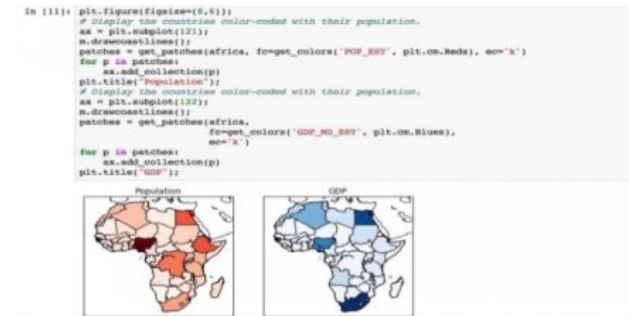 In [11]: plt.figure(figsize=(8,6));
# Display the countries color-coded with their population.
ax = plt.subplot(121);
m.drawcoastlines();
patches = get_patches(africa, fc=get_colors('POP_EST', plt.cm.Reds), ec='k')
for p in patches:
    ax.add_collection(p)
plt.title("Population");
# Display the countries color-coded with their population.
ax = plt.subplot(122);
m.drawcoastlines();
patches = get_patches(africa,
                      fc=get_colors('GDP_MD_EST', plt.cm.Blues),
                      ec='k')
for p in patches:
    ax.add_collection(p)
plt.title("GDP");
Population GDP